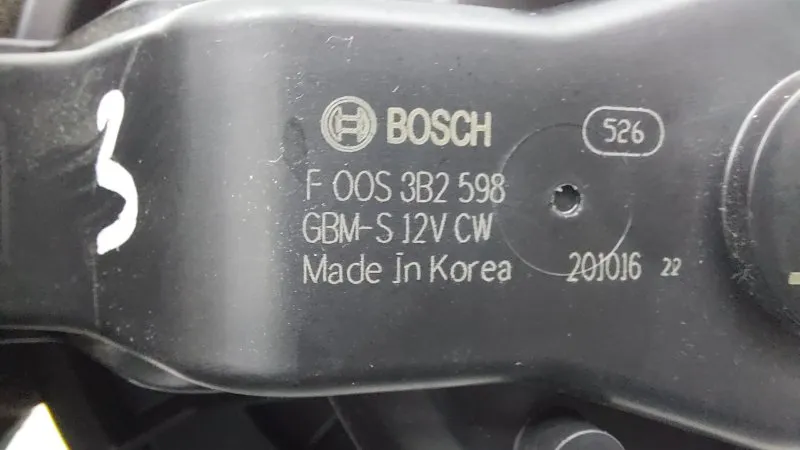 3
BOSCH
526
F 00S 3B2 598
GBM-S 12V CW
Made in Korea
201016 22